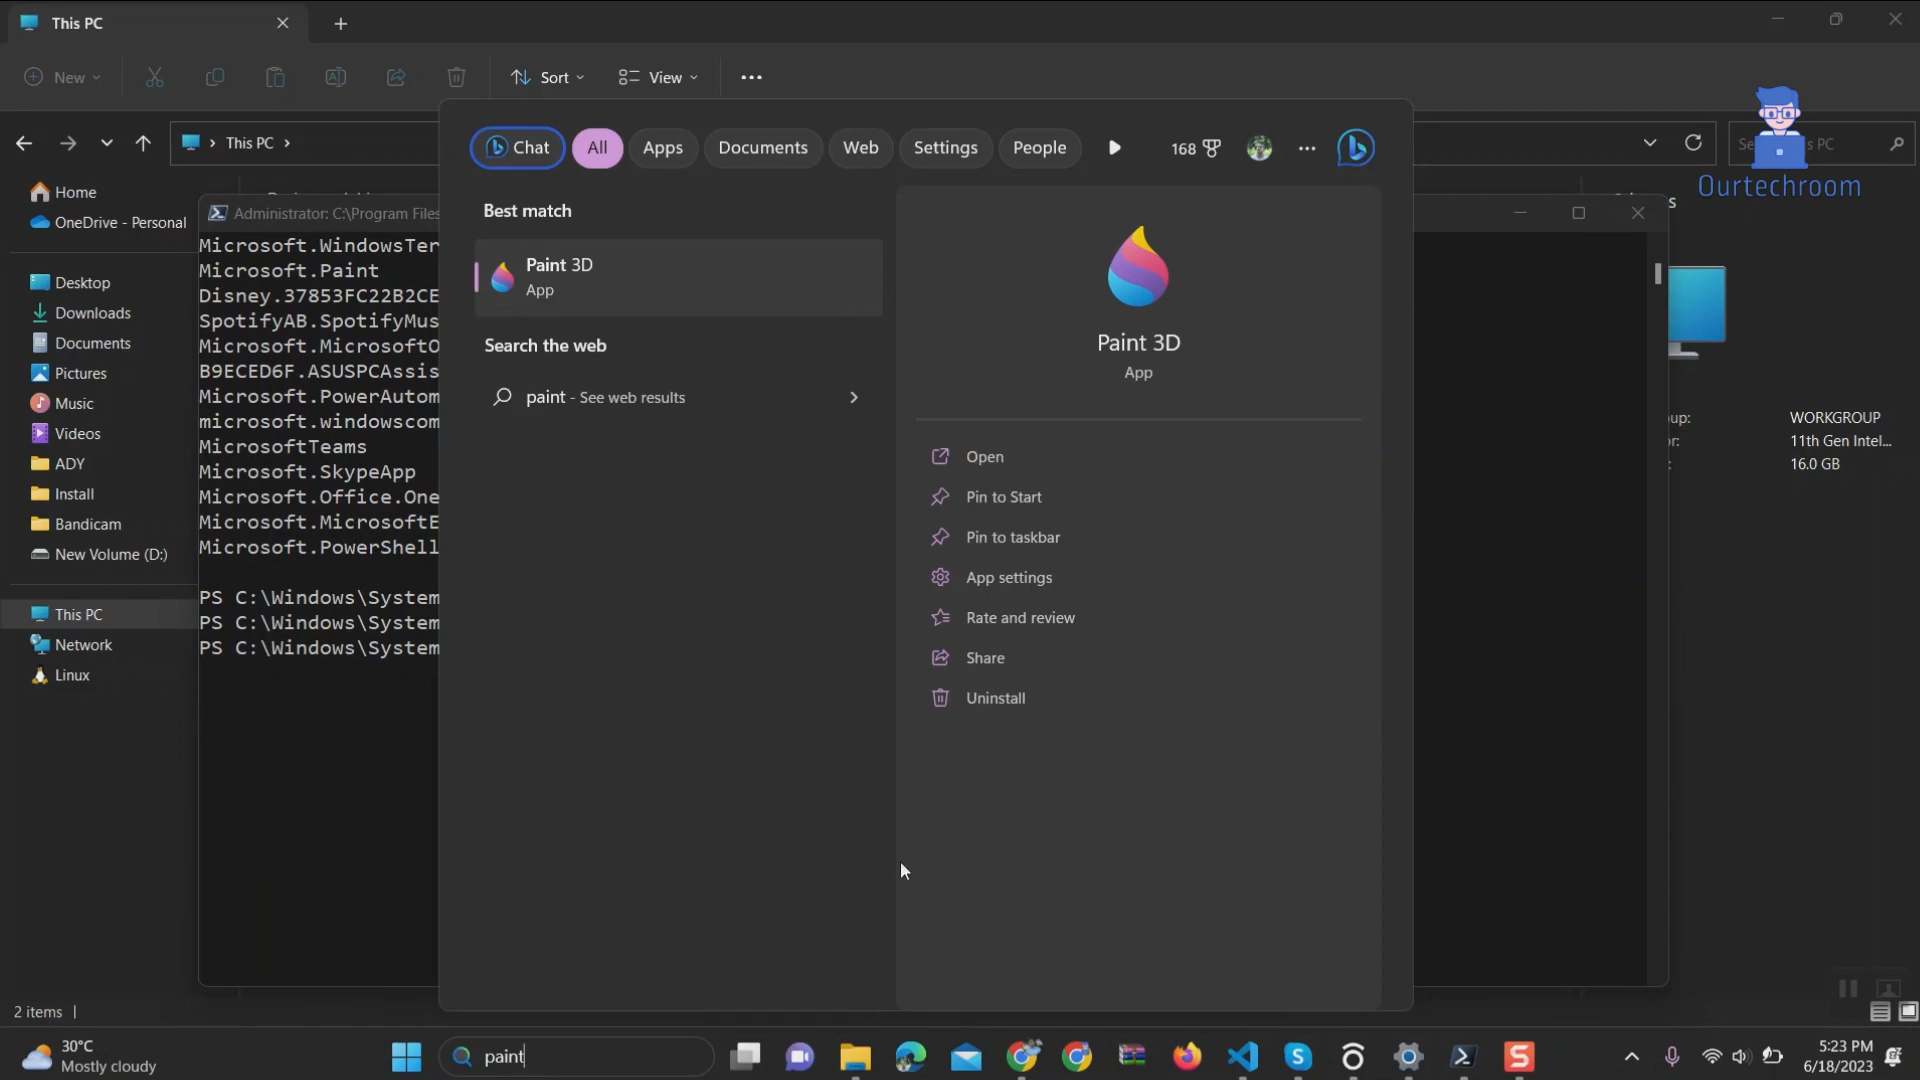 This PC
New
Sort
View
This PC
Se s PC
Ourtechroom
Home
OneDrive - Personal
Desktop
Downloads
Documents
Pictures
Music
Videos
ADY
Install
Bandicam
New Volume (D:)
This PC
Network
Linux
Administrator: C:\Program Files
Microsoft.WindowsTer
Microsoft.Paint
Disney.37853FC22B2CE
SpotifyAB.SpotifyMus
Microsoft.MicrosoftO
B9ECED6F.ASUSPCAssis
Microsoft.PowerAutom
microsoft.windowscom
MicrosoftTeams
Microsoft.SkypeApp
Microsoft.Office.One
Microsoft.MicrosoftE
Microsoft.PowerShell
PS C:\Windows\System
PS C:\Windows\System
PS C:\Windows\System
Chat
All
Apps
Documents
Web
Settings
People
168
Best match
Paint 3D
App
Search the web
paint - See web results
Paint 3D
App
Open
Pin to Start
Pin to taskbar
App settings
Rate and review
Share
Uninstall
s
up: WORKGROUP
r: 11th Gen Intel...
: 16.0 GB
2 items
30°C
Mostly cloudy
paint
5:23 PM
6/18/2023